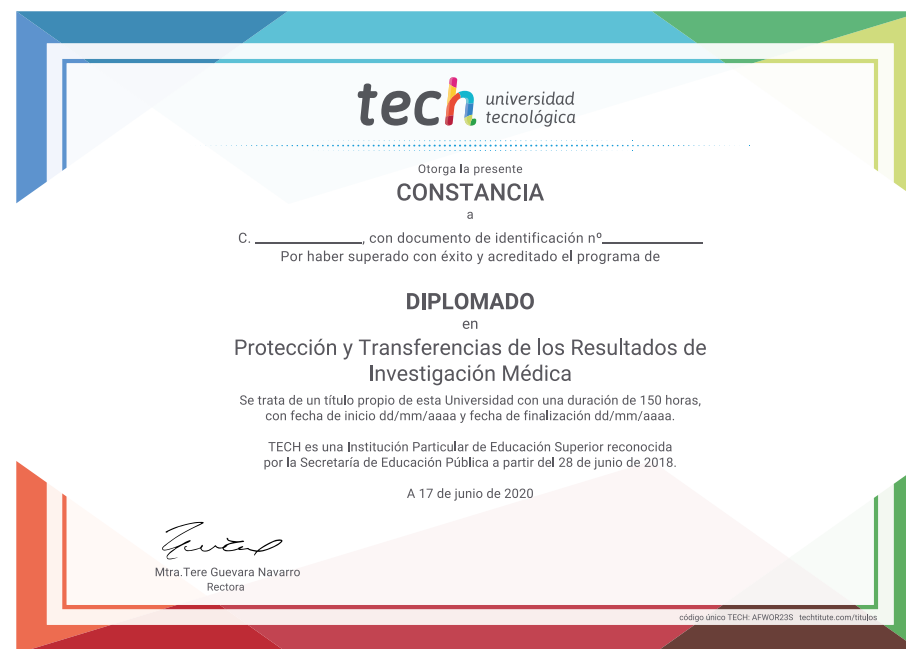 tech universidad
tecnológica
Otorga la presente
CONSTANCIA
a
C. ____________, con documento de identificación nº____________
Por haber superado con éxito y acreditado el programa de
DIPLOMADO
en
Protección y Transferencias de los Resultados de
Investigación Médica
Se trata de un título propio de esta Universidad con una duración de 150 horas,
con fecha de inicio dd/mm/aaaa y fecha de finalización dd/mm/aaaa.
TECH es una Institución Particular de Educación Superior reconocida
por la Secretaría de Educación Pública a partir del 28 de junio de 2018.
A 17 de junio de 2020
Mtra.Tere Guevara Navarro
Rectora
código único TECH: AFWOR23S techtitute.com/titulos